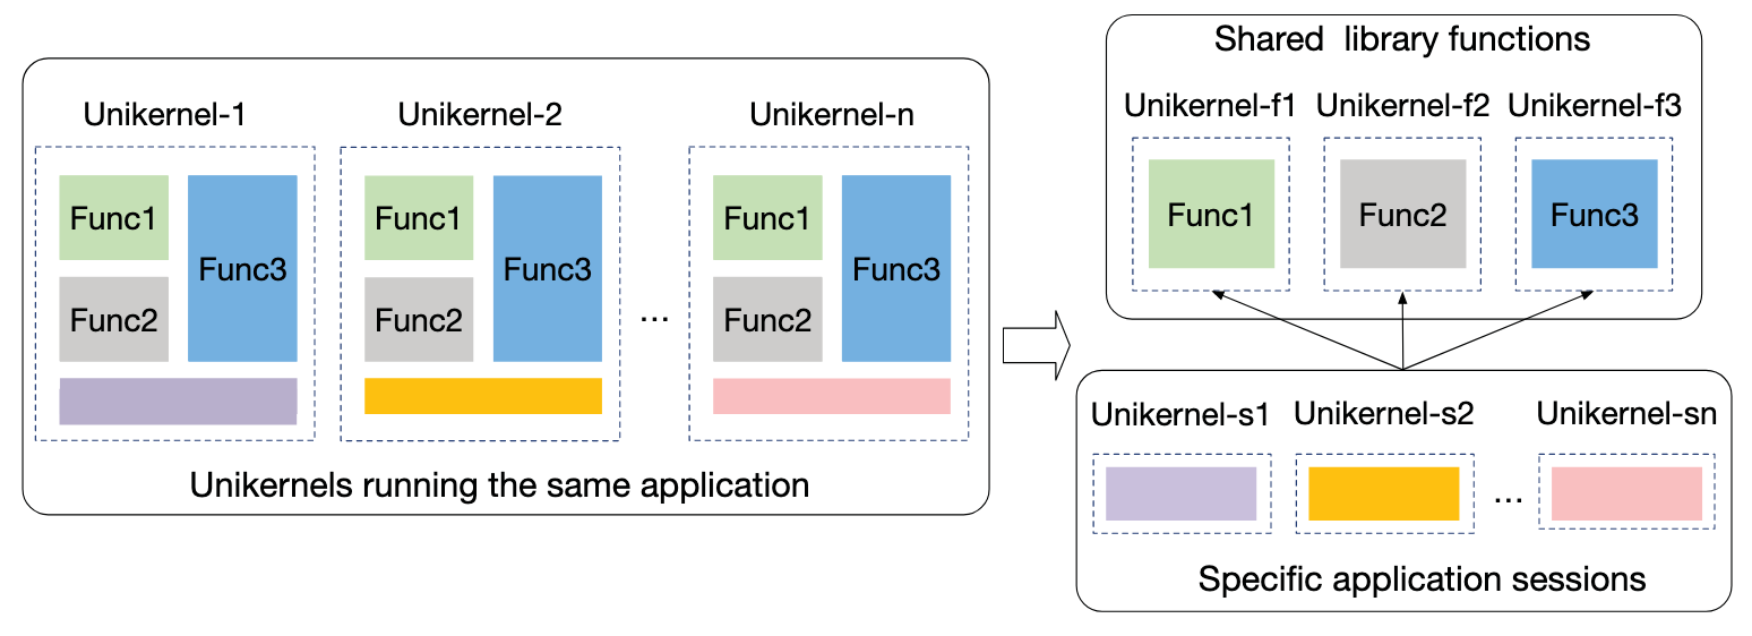 Unikernel-1
Unikernel-2
Unikernel-n
Func1
Func2
Func3
Func1
Func2
Func3
...
Func1
Func2
Func3
Unikernels running the same application
Shared library functions
Unikernel-f1
Unikernel-f2
Unikernel-f3
Func1
Func2
Func3
Unikernel-s1
Unikernel-s2
Unikernel-sn
...
Specific application sessions